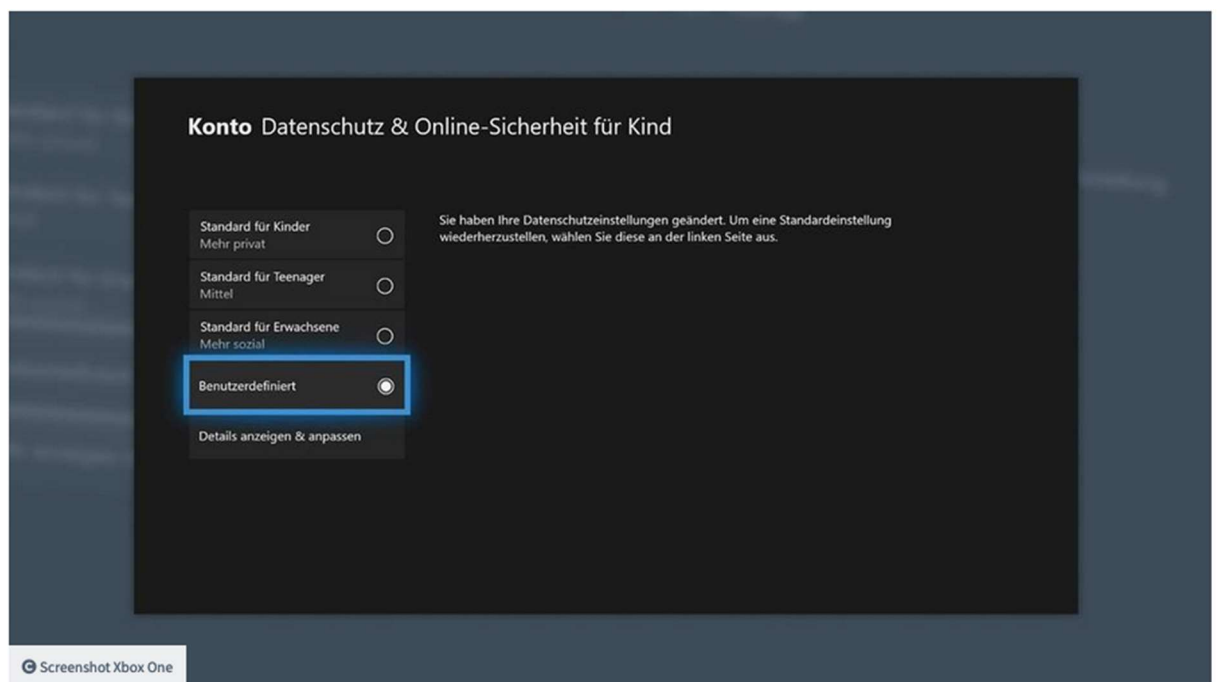 Konto Datenschutz & Online-Sicherheit für Kind
Standard für Kinder
Mehr privat
Standard für Teenager
Mittel
Standard für Erwachsene
Mehr sozial
Benutzerdefiniert
Details anzeigen & anpassen
Sie haben Ihre Datenschutzeinstellungen geändert. Um eine Standardeinstellung
wiederherzustellen, wählen Sie diese an der linken Seite aus.
Screenshot Xbox One